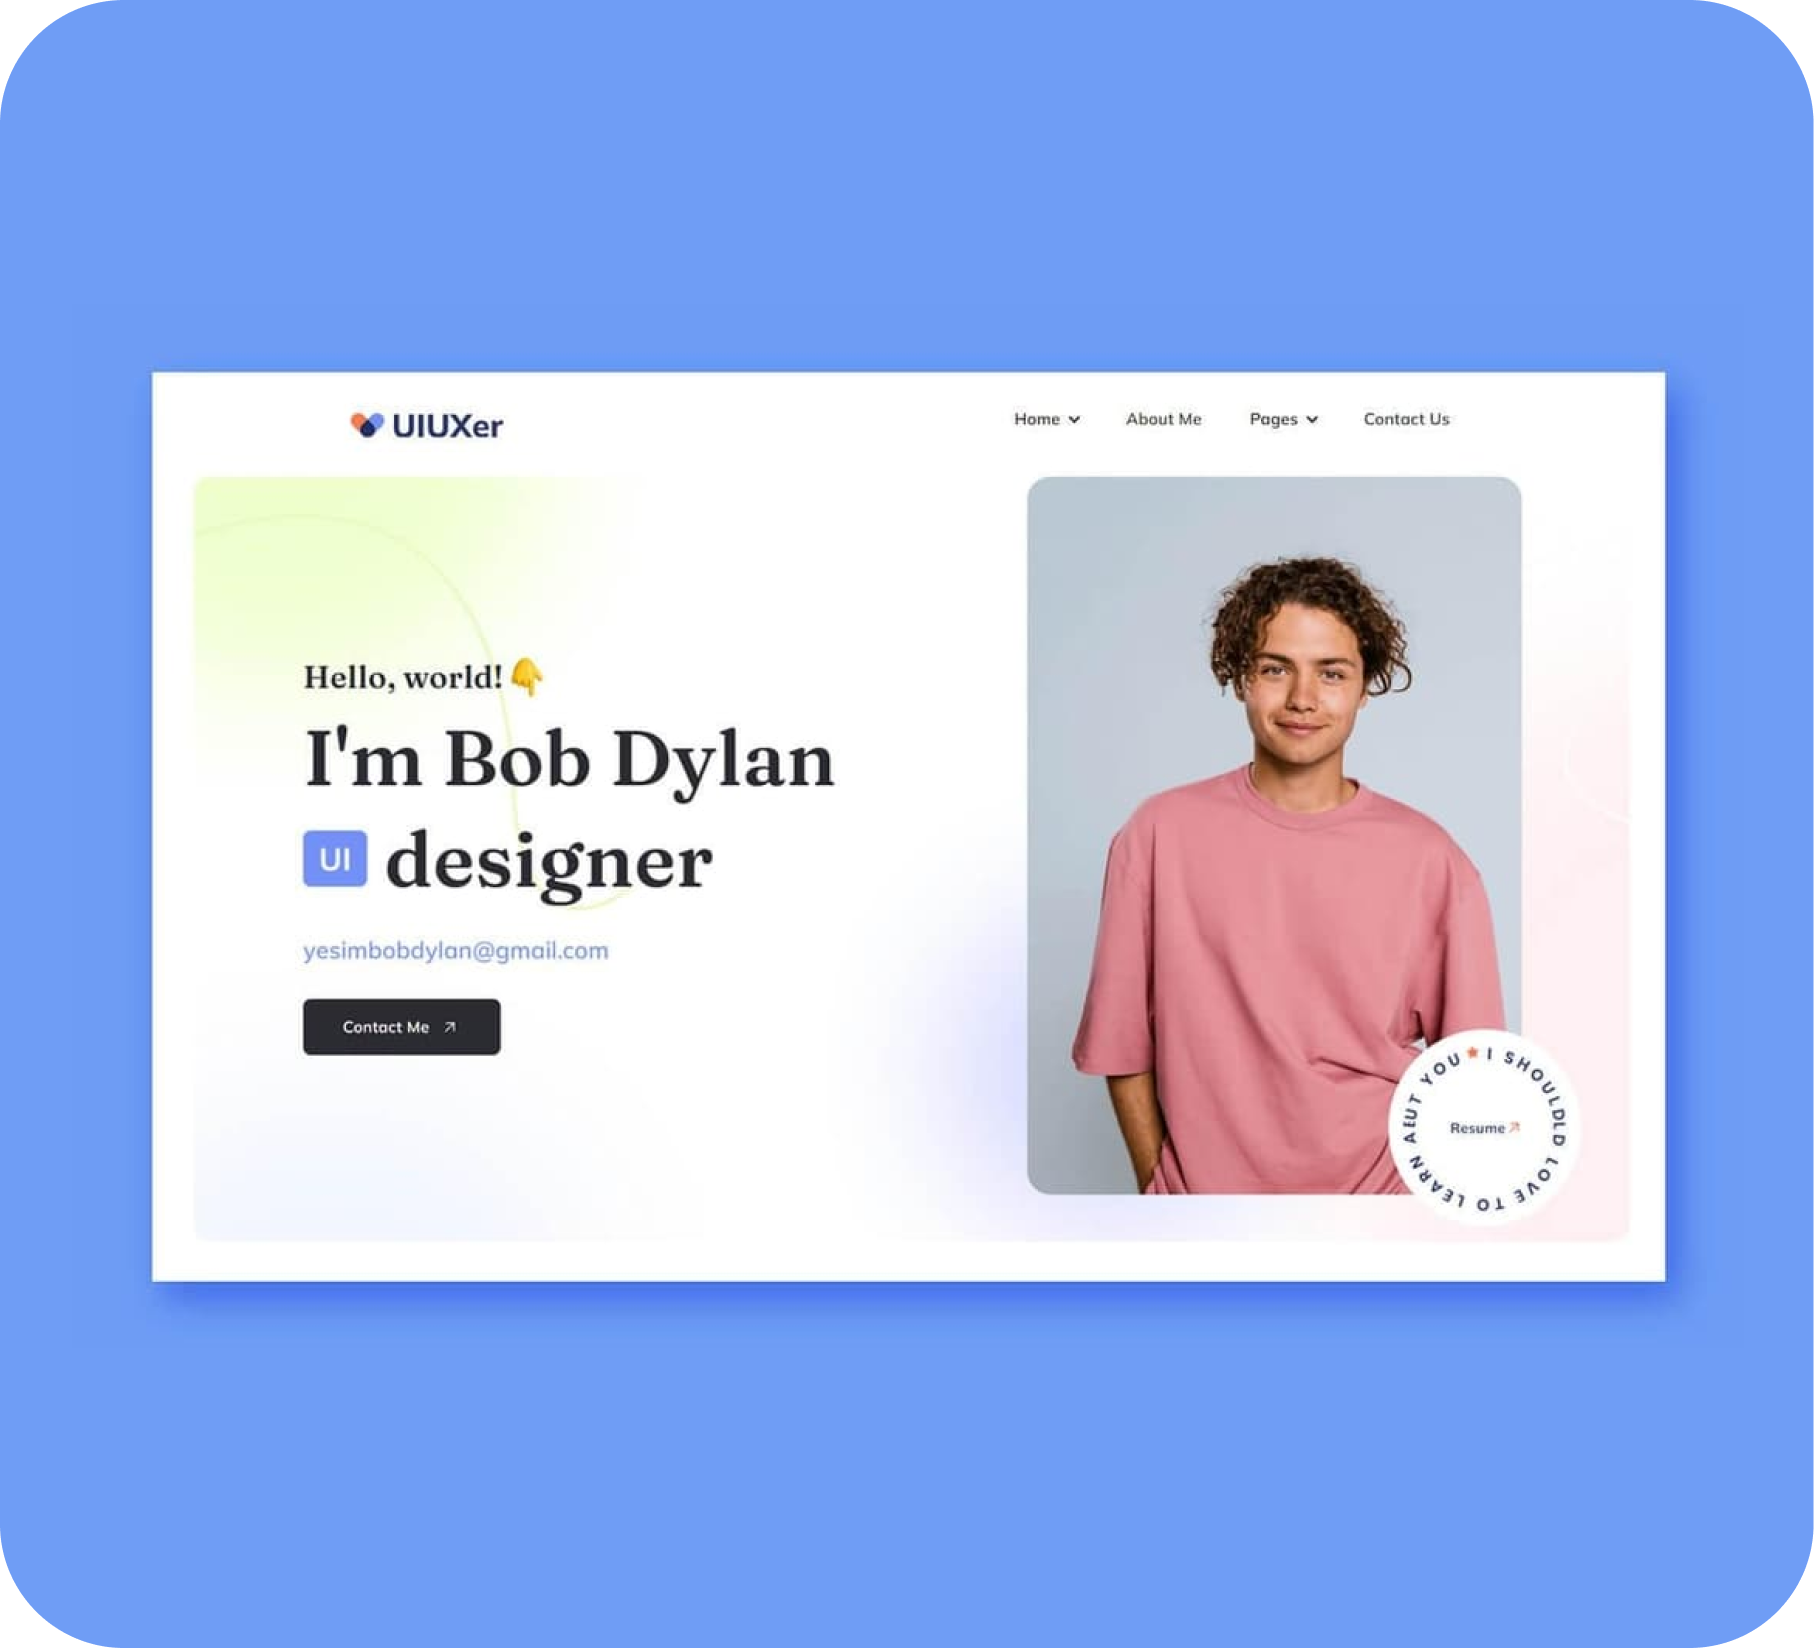 UIUXer
Home
About Me
Pages
Contact Us
Hello, world!👇
I'm Bob Dylan
UI designer
yesimbobdylan@gmail.com
Contact Me
I SHOULDLD LOVE TO LEARN AEUT YOU
Resume